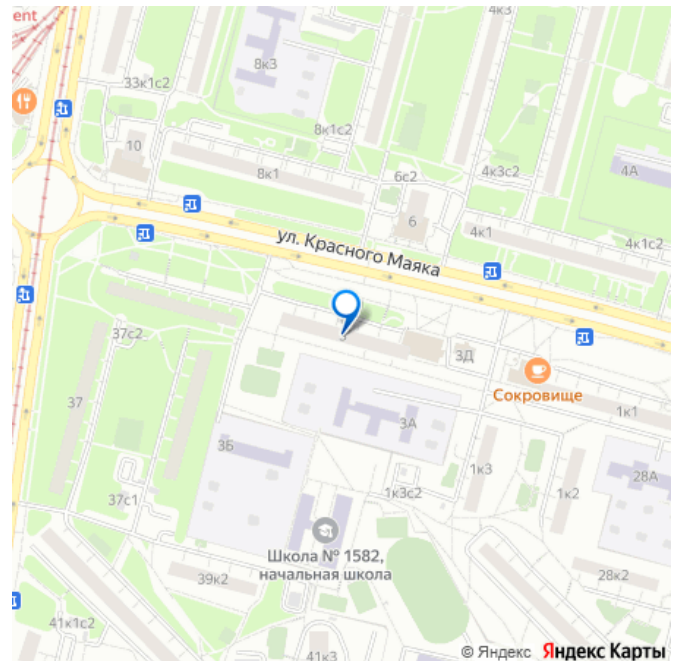 ent
4к3
8к3
33к1с2
8к1с2
10
8к1
6с2
4к3с2
4А
6
4к1
4к1с2
ул. Красного Маяка
37с2
3Д
Сокровище
37
3А
1к1
3Б
1к3
28А
37с1
1к3с2
1к2
Школа № 1582,
начальная школа
39к2
28к2
41к1с2
41к3
© Яндекс Яндекс Карты